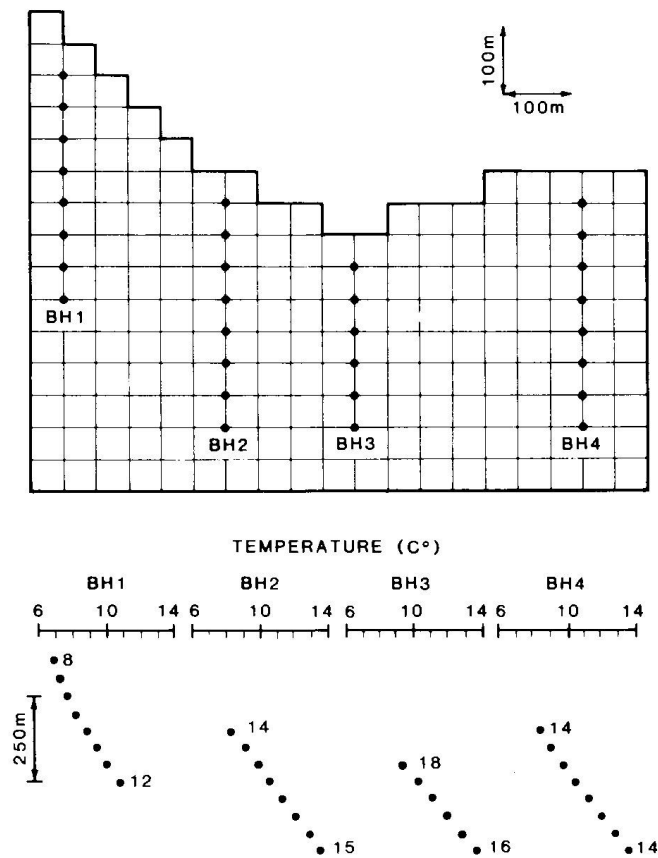 100m
100m
BH1
BH2
BH3
BH4
TEMPERATURE (C°)
BH1 BH2 BH3 BH4
6 10 14 6 10 14 6 10 14 6 10 14
8
250m
14 14
18
12
15 16 14